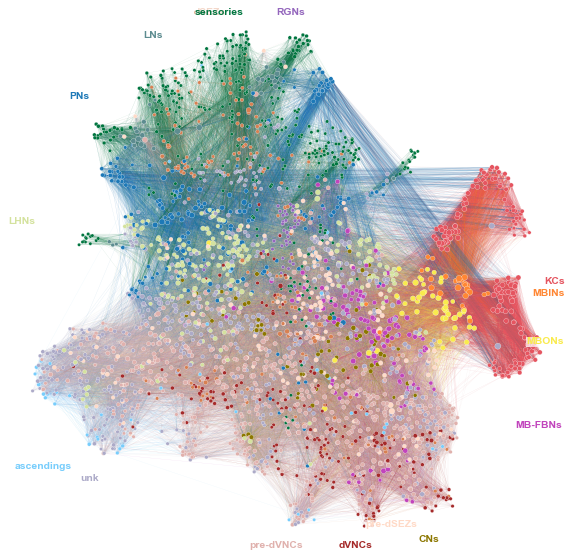 sensories
RGNs
LNs
PNs
LHNs
KCs
MBINs
MBONs
MB-FBNs
ascendings
unk
pre-dSEZs
CNs
pre-dVNCs
dVNCs